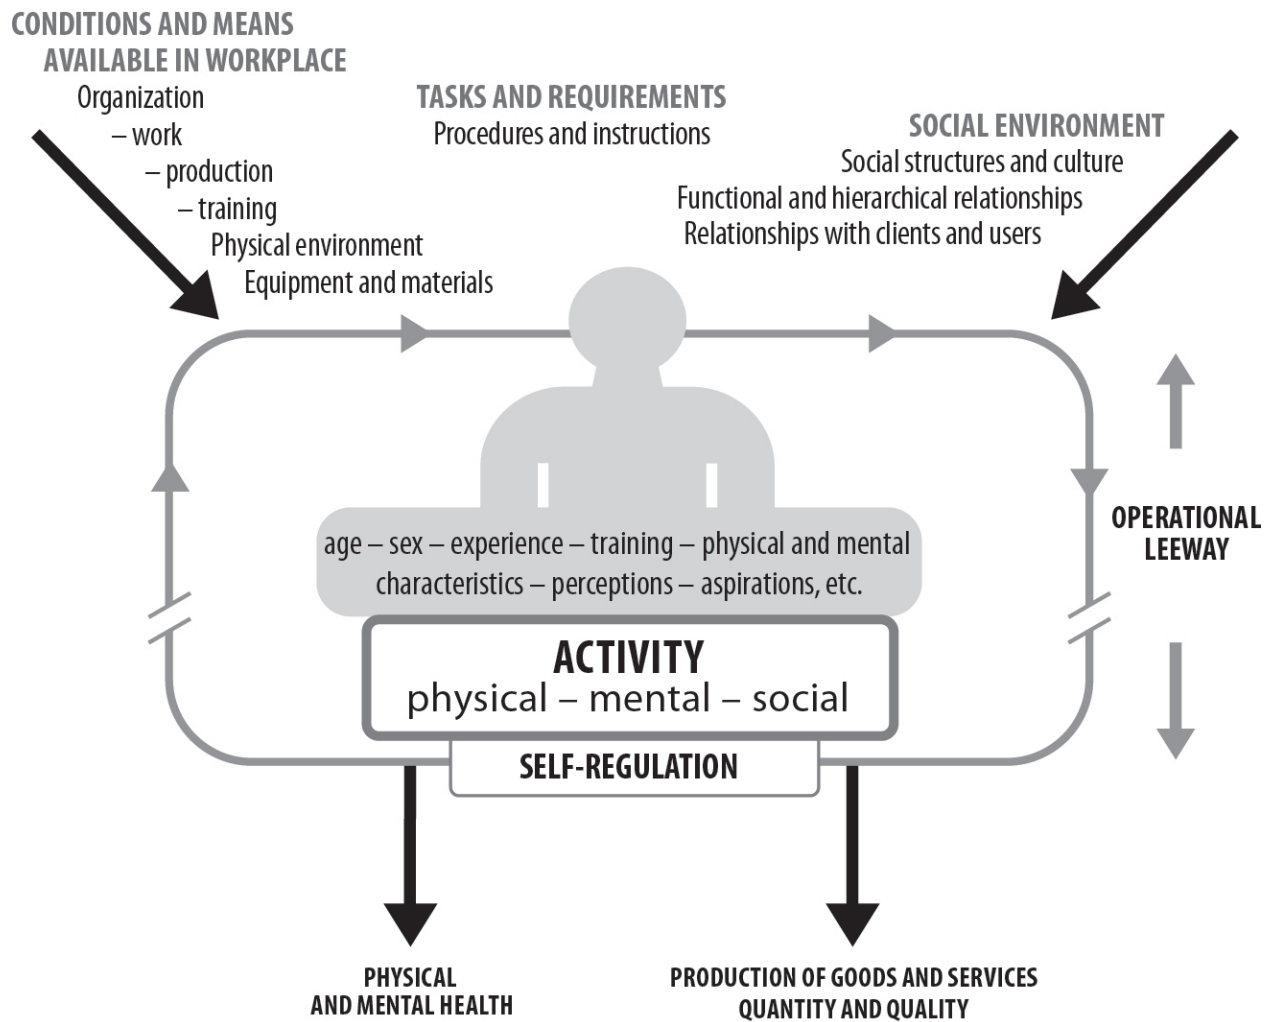 CONDITIONS AND MEANS
AVAILABLE IN WORKPLACE
Organization
– work
– production
– training
Physical environment
Equipment and materials
TASKS AND REQUIREMENTS
Procedures and instructions
SOCIAL ENVIRONMENT
Social structures and culture
Functional and hierarchical relationships
Relationships with clients and users
OPERATIONAL
LEEWAY
age – sex – experience – training – physical and mental
characteristics – perceptions – aspirations, etc.
ACTIVITY
physical – mental – social
SELF-REGULATION
PHYSICAL
AND MENTAL HEALTH
PRODUCTION OF GOODS AND SERVICES
QUANTITY AND QUALITY